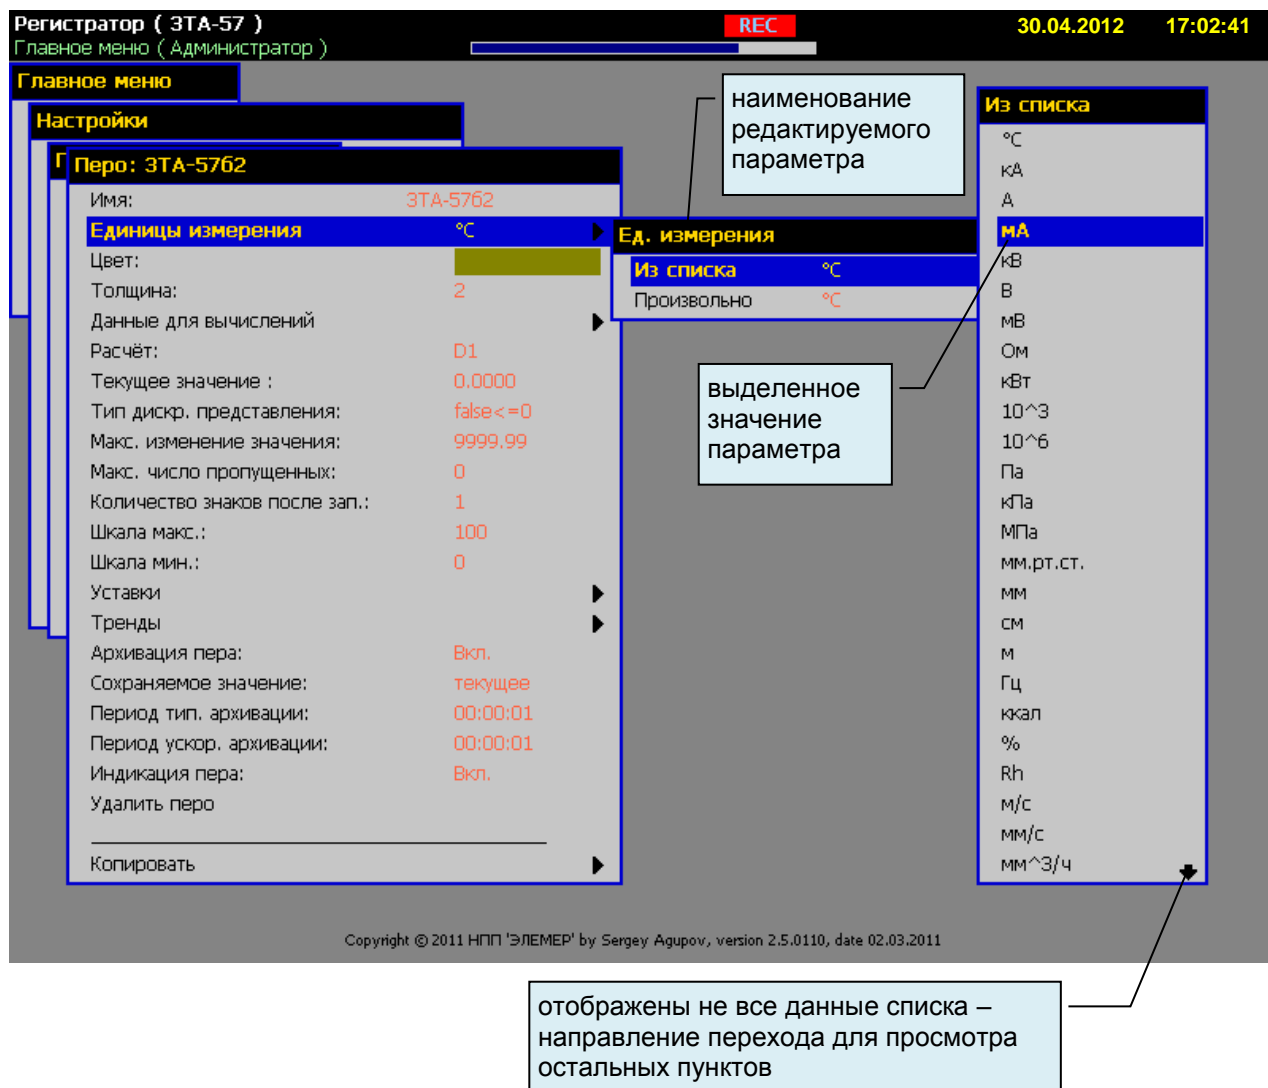 Регистратор ( ЗТА-57 )
REC
30.04.2012 17:02:41
Главное меню ( Администратор )
Главное меню
Настройки
П
Перо: ЗТА-57б2
Имя: ЗТА-57б2
Единицы измерения °C
Цвет:
Толщина: 2
Данные для вычислений
Расчёт: D1
Текущее значение : 0.0000
Тип дискр. представления: false<=0
Макс. изменение значения: 9999.99
Макс. число пропущенных: 0
Количество знаков после зап.: 1
Шкала макс.: 100
Шкала мин.: 0
Уставки
Тренды
Архивация пера: Вкл.
Сохраняемое значение: текущее
Период тип. архивации: 00:00:01
Период ускор. архивации: 00:00:01
Индикация пера: Вкл.
Удалить перо
Копировать
наименование
редактируемого
параметра
Ед. измерения
Из списка °C
Произвольно °C
выделенное
значение
параметра
Из списка
°C
кА
А
мА
кВ
В
мВ
Ом
кВт
10^3
10^6
Па
кПа
МПа
мм.рт.ст.
мм
см
м
Гц
ккал
%
Rh
м/с
мм/с
мм^3/ч
Copyright © 2011 НПП 'ЭЛЕМЕР' by Sergey Agupov, version 2.5.0110, date 02.03.2011
отображены не все данные списка –
направление перехода для просмотра
остальных пунктов